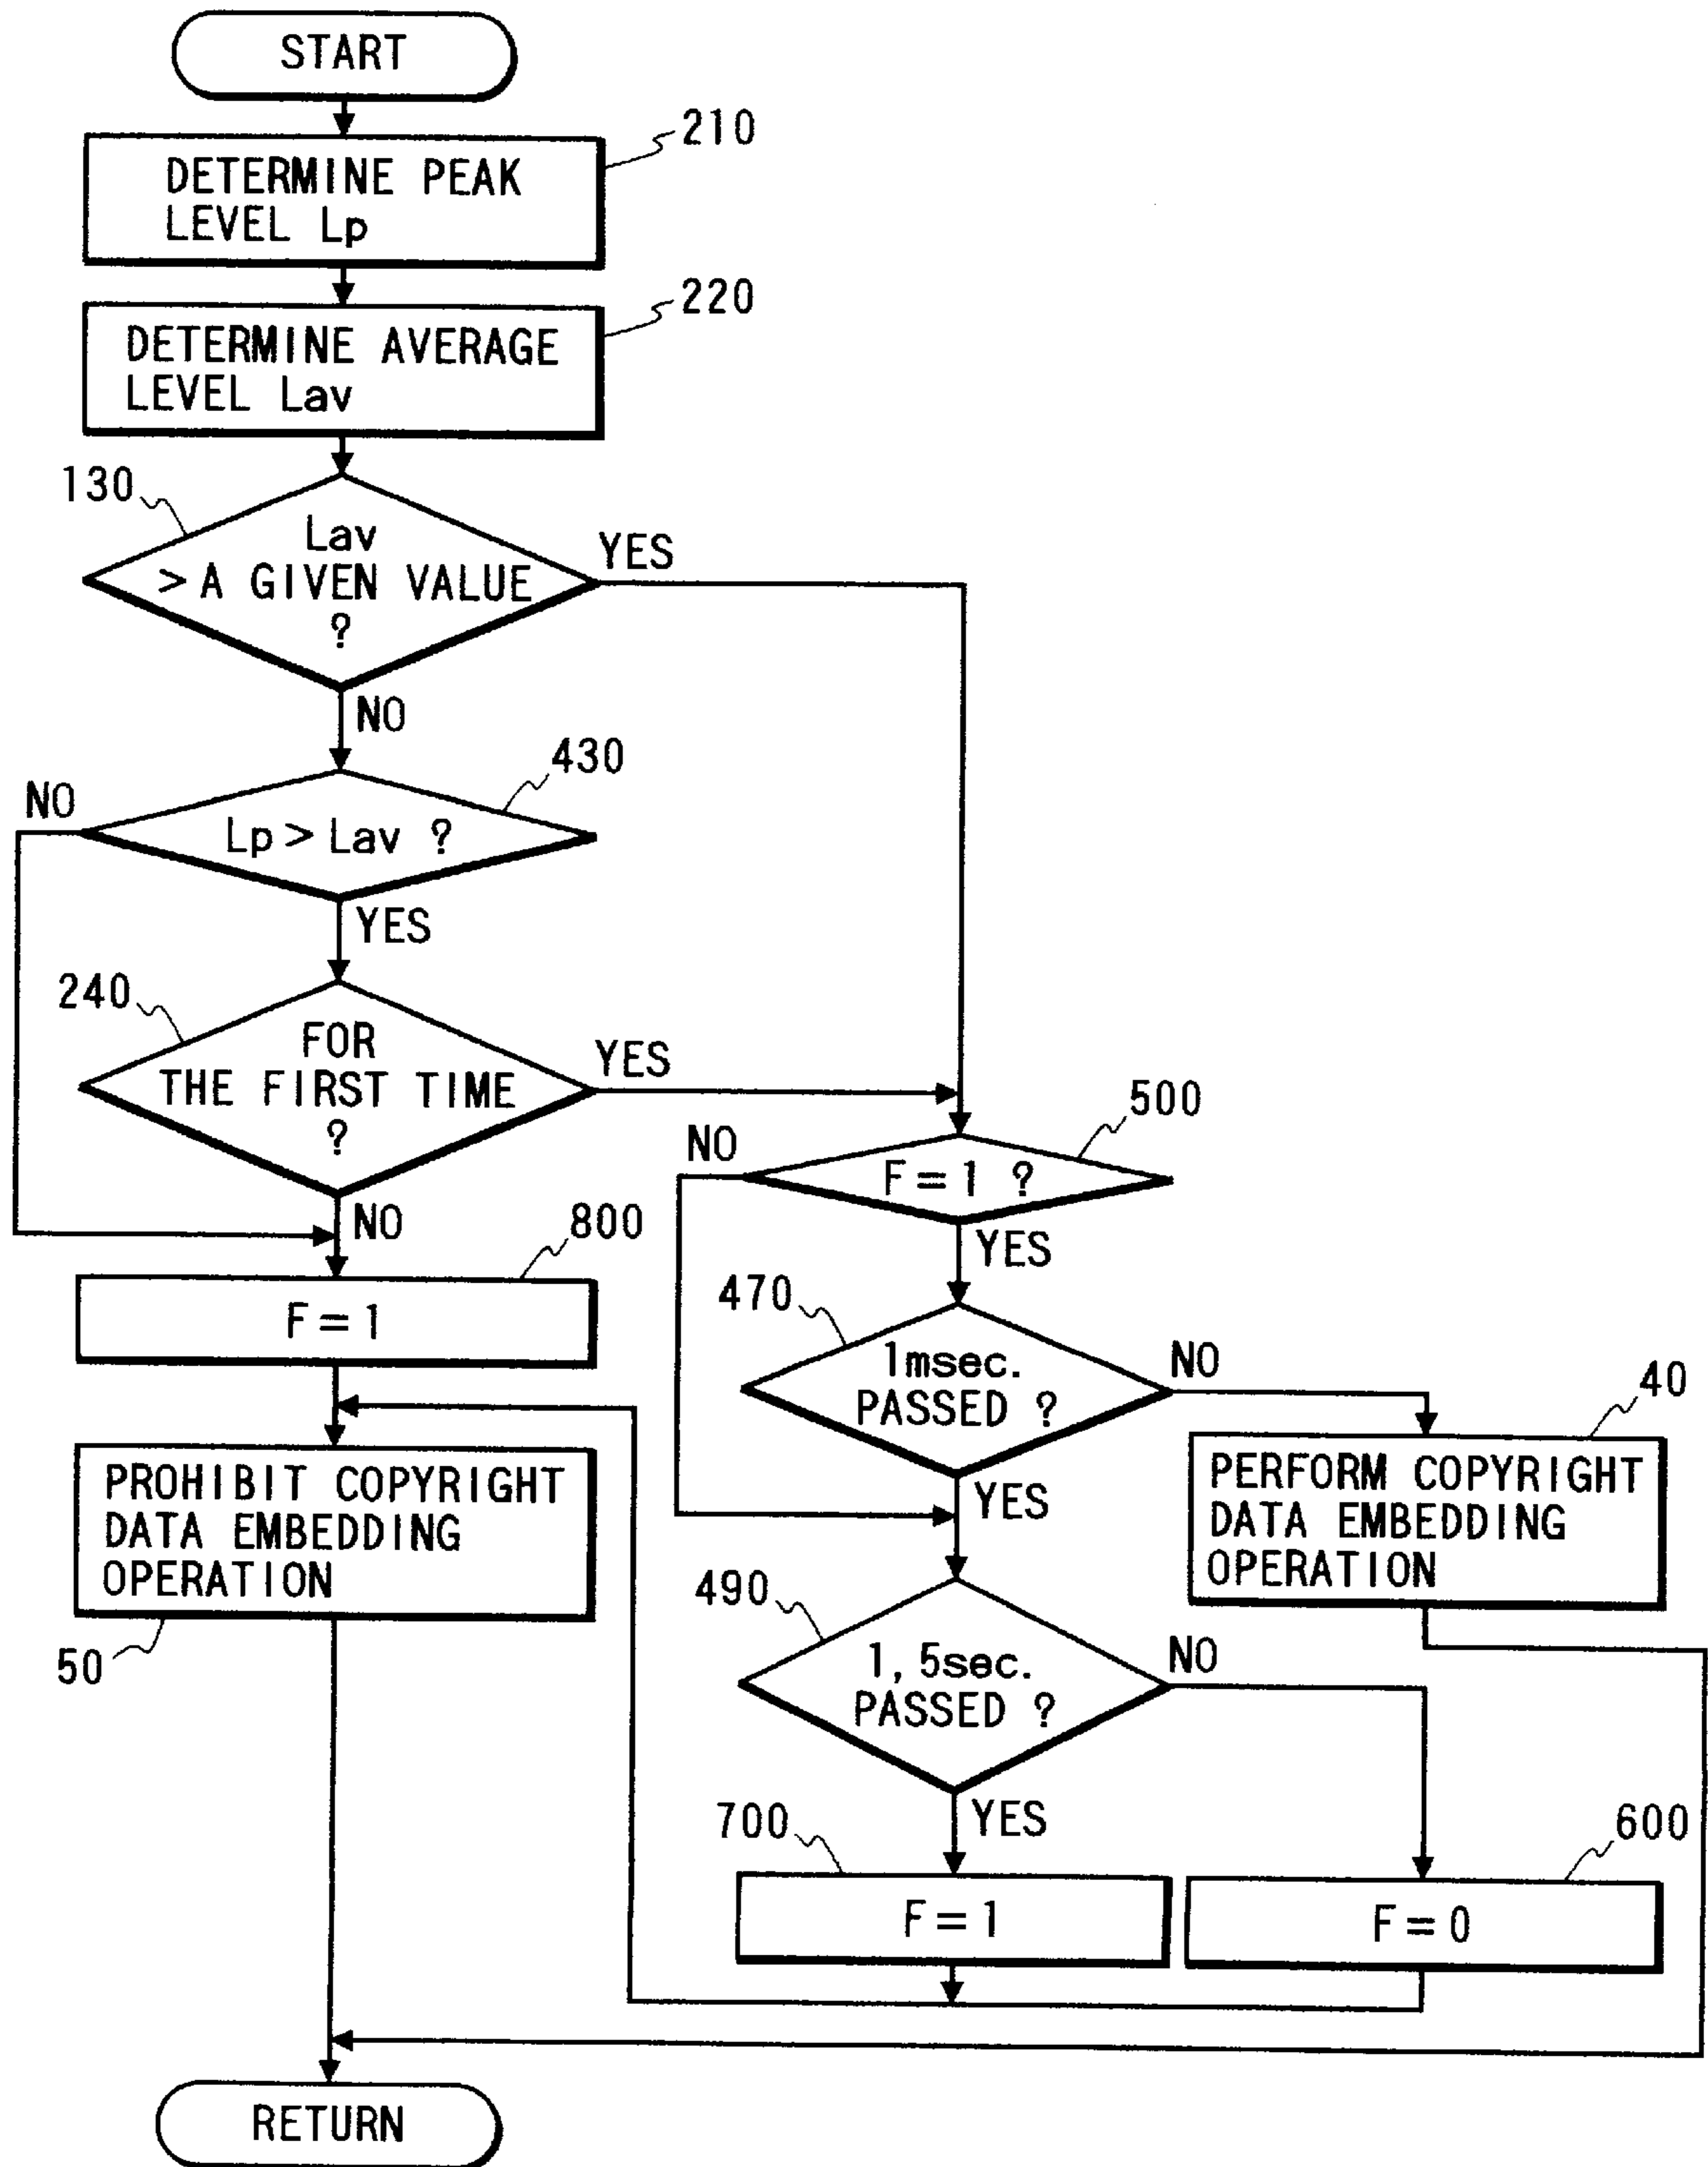 START
210
DETERMINE PEAK
LEVEL Lp
220
DETERMINE AVERAGE
LEVEL Lav
130
Lav
> A GIVEN VALUE
?
YES
NO
430
NO
Lp > Lav ?
YES
240
FOR
THE FIRST TIME
?
YES
NO
500
NO
F = 1 ?
YES
800
F = 1
470
1msec.
PASSED ?
NO
YES
40
PERFORM COPYRIGHT
DATA EMBEDDING
OPERATION
PROHIBIT COPYRIGHT
DATA EMBEDDING
OPERATION
50
490
1, 5sec.
PASSED ?
NO
YES
700
F = 1
600
F = 0
RETURN